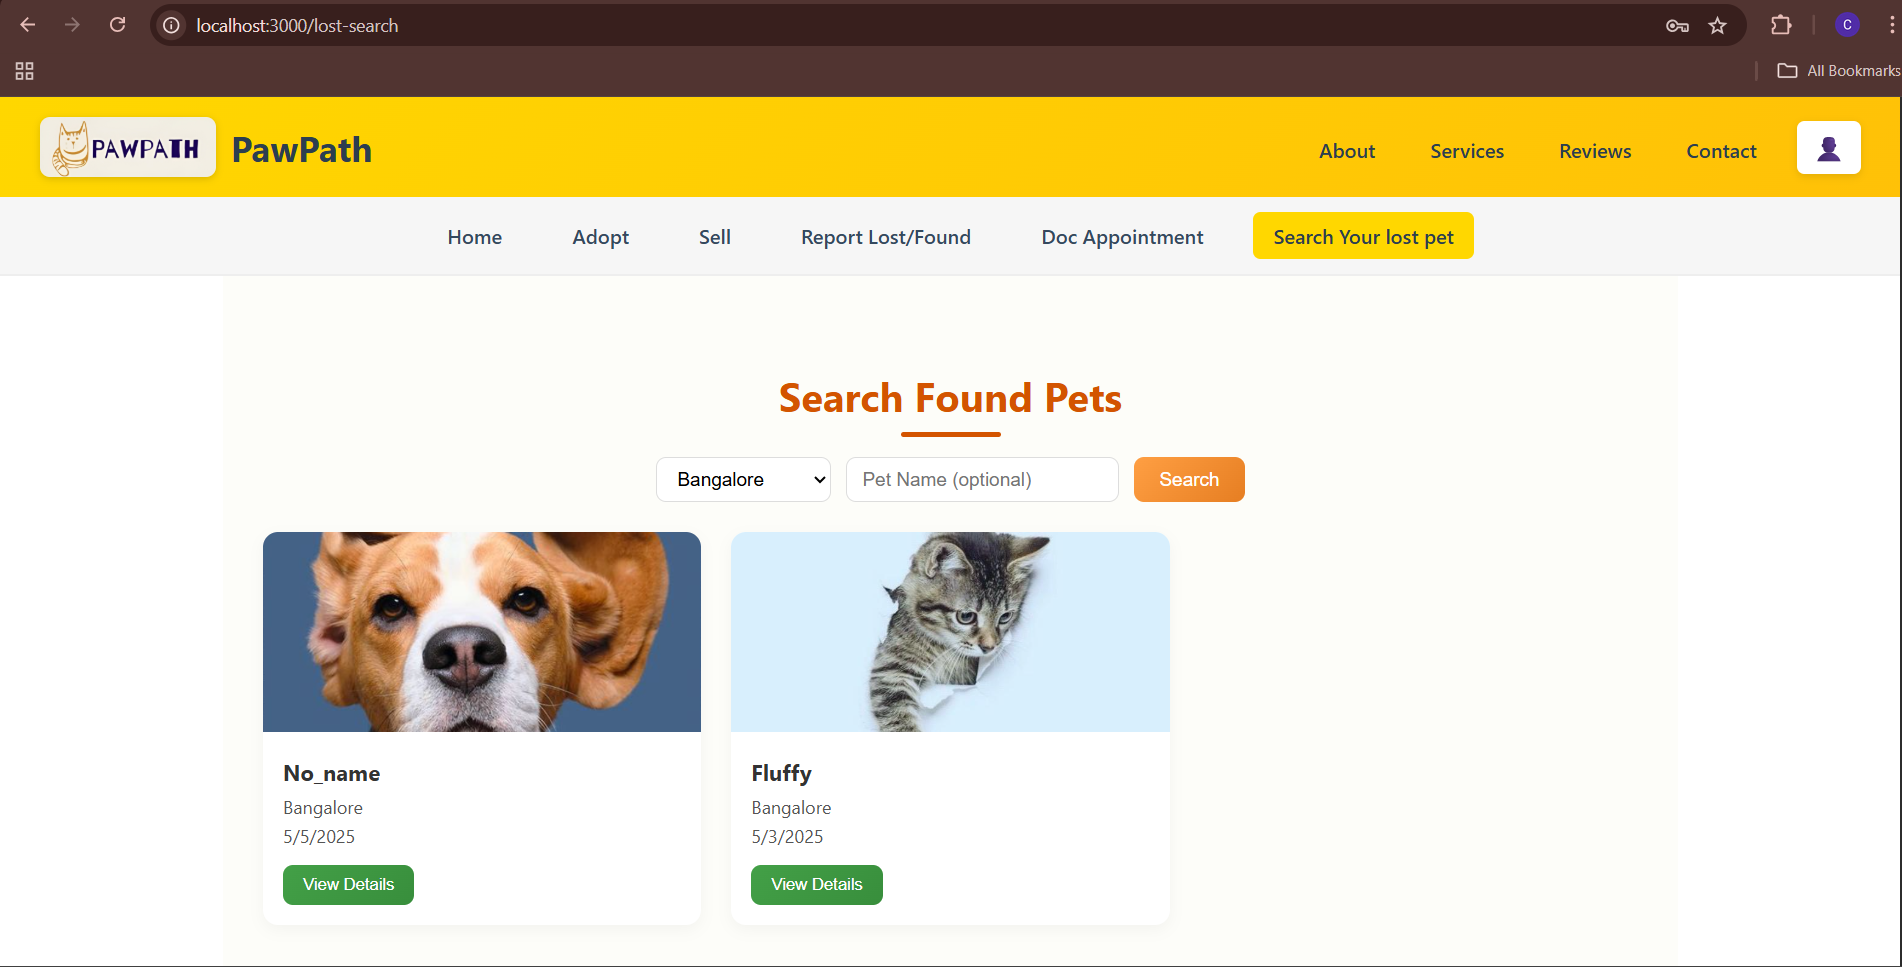 localhost:3000/lost-search
C
All Bookmarks
PAWPATH
PawPath
About
Services
Reviews
Contact
Home
Adopt
Sell
Report Lost/Found
Doc Appointment
Search Your lost pet
Search Found Pets
Bangalore
Pet Name (optional)
Search
No_name
Bangalore
5/5/2025
View Details
Fluffy
Bangalore
5/3/2025
View Details